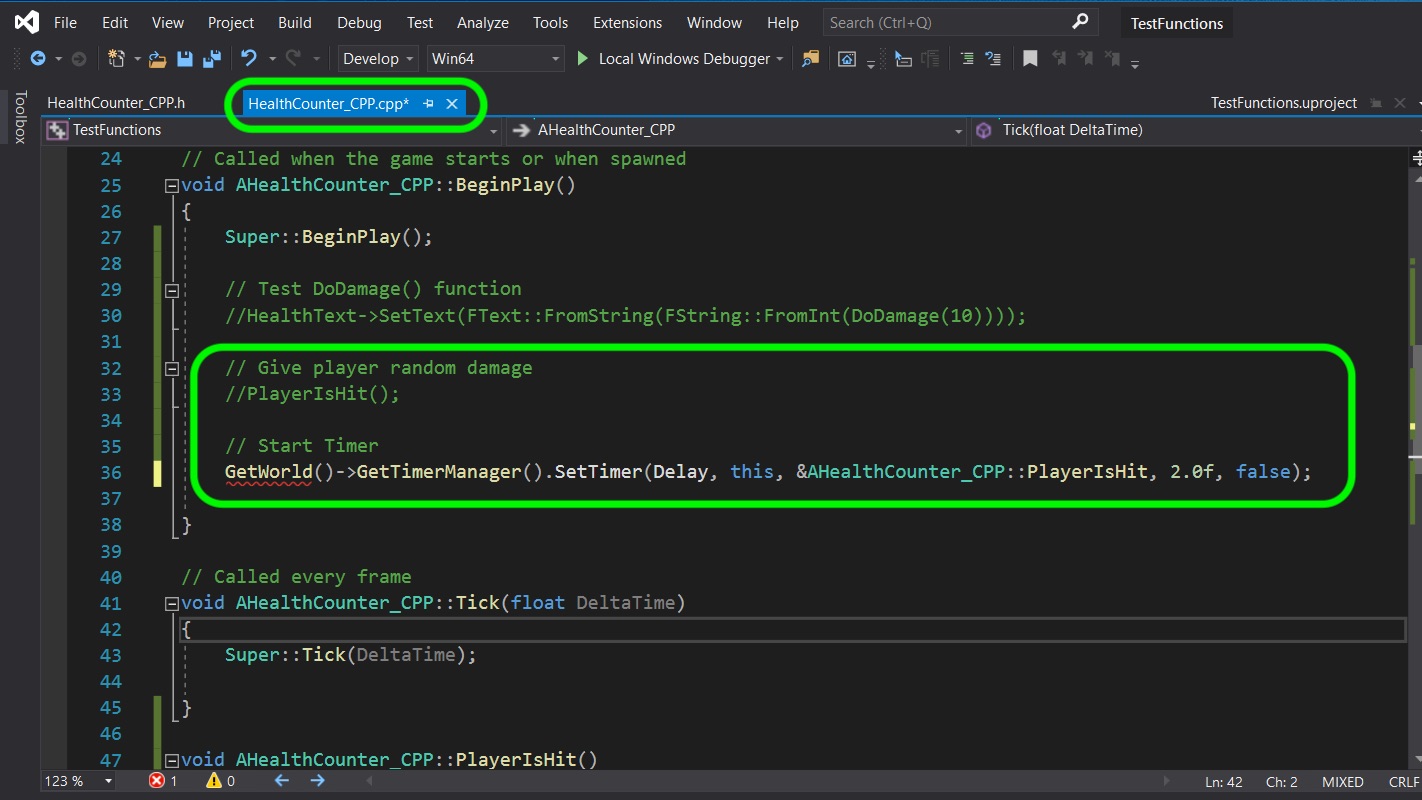 File Edit View Project Build Debug Test Analyze Tools Extensions Window Help Search (Ctrl+Q) TestFunctions
Develop Win64 Local Windows Debugger
Toolbox
HealthCounter_CPP.h HealthCounter_CPP.cpp* TestFunctions.uproject
TestFunctions AHealthCounter_CPP Tick(float DeltaTime)
24 // Called when the game starts or when spawned
25 void AHealthCounter_CPP::BeginPlay()
26 {
27 Super::BeginPlay();
28
29 // Test DoDamage() function
30 //HealthText->SetText(FText::FromString(FString::FromInt(DoDamage(10))));
31
32 // Give player random damage
33 //PlayerIsHit();
34
35 // Start Timer
36 GetWorld()->GetTimerManager().SetTimer(Delay, this, &AHealthCounter_CPP::PlayerIsHit, 2.0f, false);
37
38 }
39
40 // Called every frame
41 void AHealthCounter_CPP::Tick(float DeltaTime)
42 {
43 Super::Tick(DeltaTime);
44
45 }
46
47 void AHealthCounter_CPP::PlayerIsHit()
123 % 1 0 Ln: 42 Ch: 2 MIXED CRLF